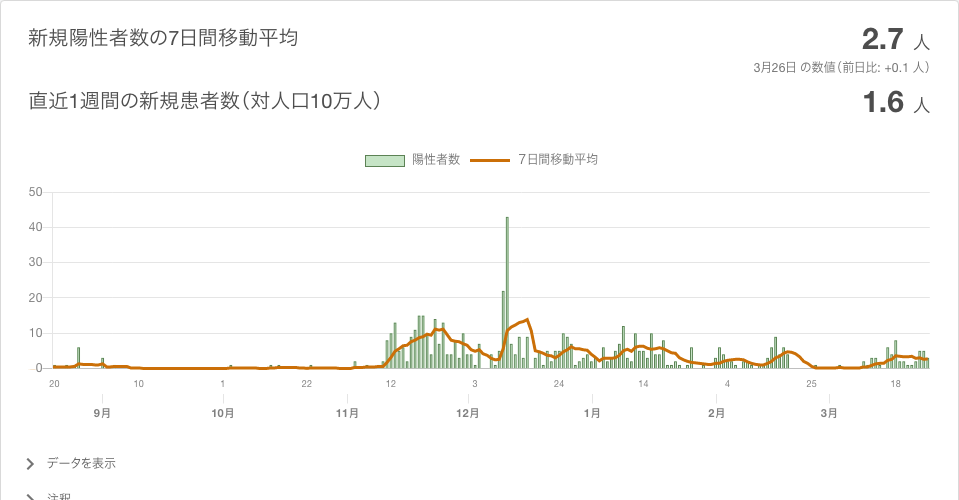 新規陽性者数の7日間移動平均
2.7 人
3月26日 の数値（前日比: +0.1 人）
直近1週間の新規患者数（対人口10万人）
1.6 人
陽性者数 7日間移動平均
50
40
30
20
10
0
20 10 1 22 12 3 24 14 4 25 18
9月 10月 11月 12月 1月 2月 3月
データを表示
注釈